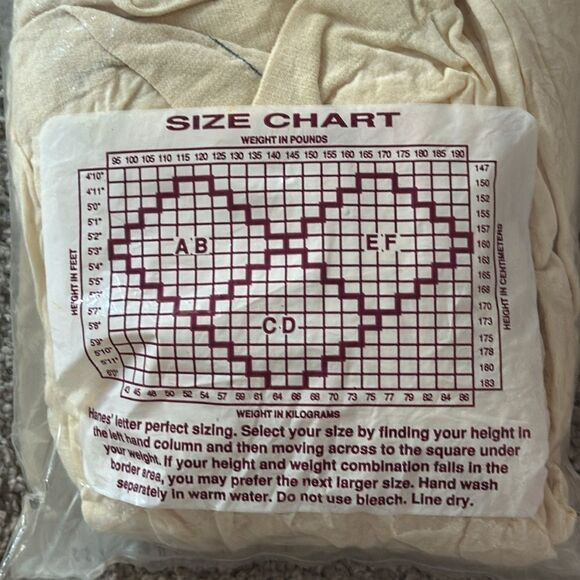 SIZE CHART
WEIGHT IN POUNDS
95 100 105 110 115 120 125 130 135 140 145 150 155 160 165 170 175 180 185 190
4'10" 147
4'11" 150
5'0" 152
5'1" 155
5'2" 157
5'3" 160
5'4" 163
5'5" 165
5'6" 168
5'7" 170
5'8" 173
5'9" 175
5'10" 178
5'11" 180
6'0" 183
HEIGHT IN FEET
HEIGHT IN CENTIMETERS
A B
E F
C D
43 45 48 50 52 54 57 59 61 64 66 68 70 73 75 77 79 82 84 86
WEIGHT IN KILOGRAMS
Hanes' letter perfect sizing. Select your size by finding your height in
the left hand column and then moving across to the square under
your weight. If your height and weight combination falls in the
border area, you may prefer the next larger size. Hand wash
separately in warm water. Do not use bleach. Line dry.